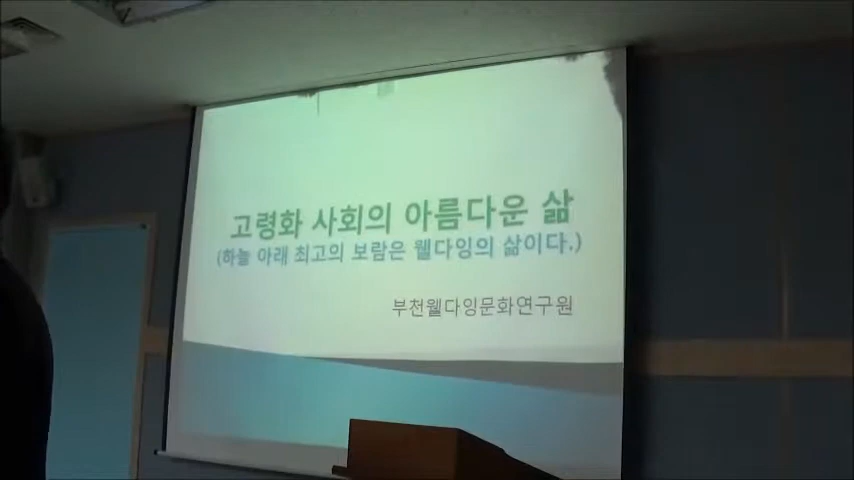 고령화 사회의 아름다운 삶
(하늘 아래 최고의 보람은 웰다잉의 삶이다.)
부천웰다잉문화연구원